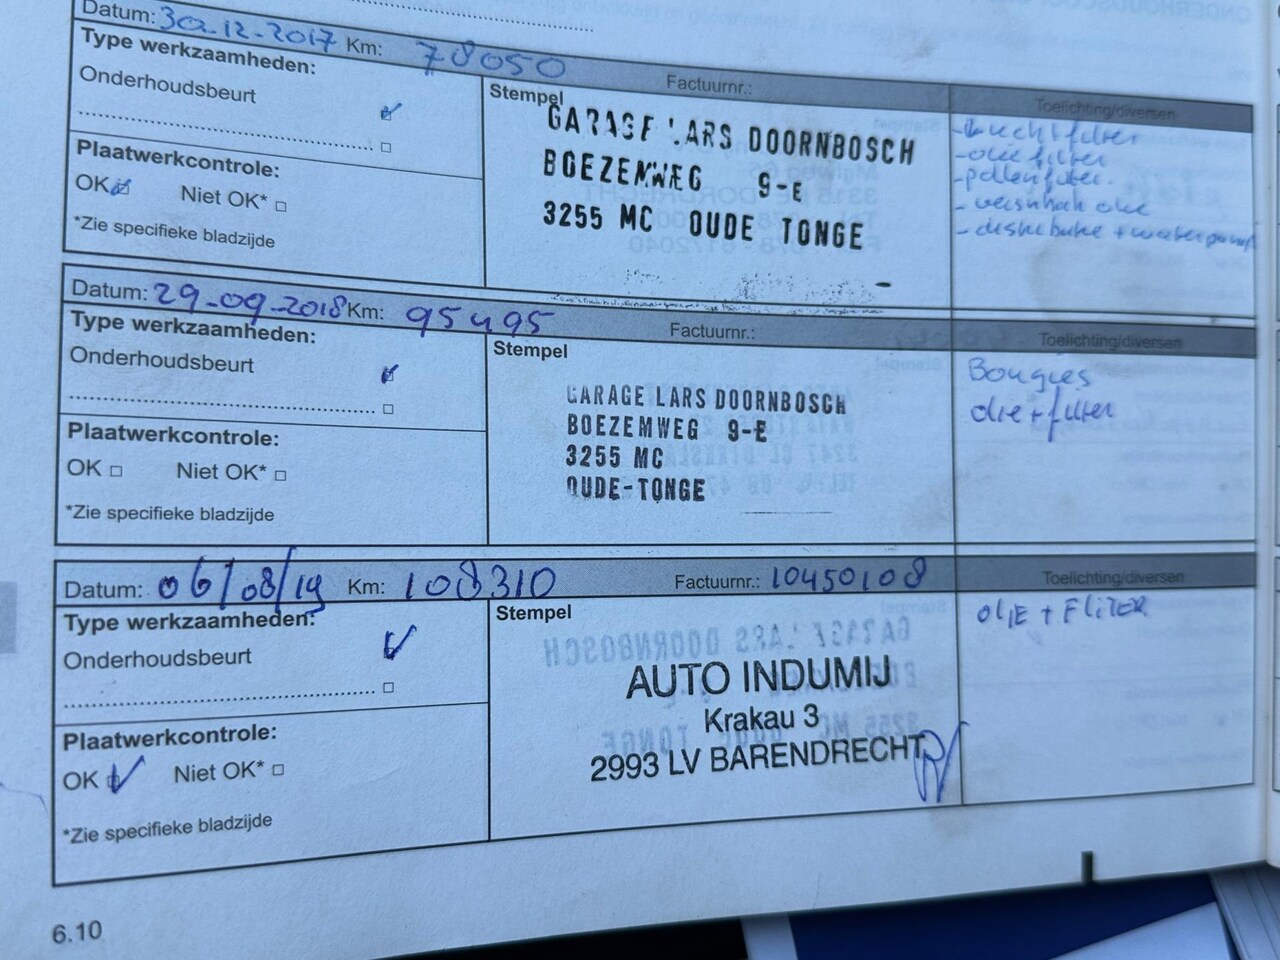 Datum: 30-12-2017 Km: 78050 Factuurnr.:
Type werkzaamheden:
Onderhoudsbeurt
Stempel
Toelichting/diversen
Plaatwerkcontrole:
OK Niet OK*
*Zie specifieke bladzijde
GARAGE LARS DOORNBOSCH
BOEZEMWEG 9-E
3255 MC OUDE TONGE
- Luchtfilter
- olie filter
- pollenfilter.
- olie
- distributie + waterpomp
Datum: 29-09-2018 Km: 95495 Factuurnr.:
Type werkzaamheden:
Onderhoudsbeurt
Stempel
Toelichting/diversen
Plaatwerkcontrole:
OK Niet OK*
*Zie specifieke bladzijde
GARAGE LARS DOORNBOSCH
BOEZEMWEG 9-E
3255 MC
OUDE-TONGE
Bougies
olie + filter
Datum: 06/08/19 Km: 108310 Factuurnr.: 10450108
Type werkzaamheden:
Onderhoudsbeurt
Stempel
Toelichting/diversen
Plaatwerkcontrole:
OK Niet OK*
*Zie specifieke bladzijde
AUTO INDUMIJ
Krakau 3
2993 LV BARENDRECHT
OLIE + FLITER
6.10